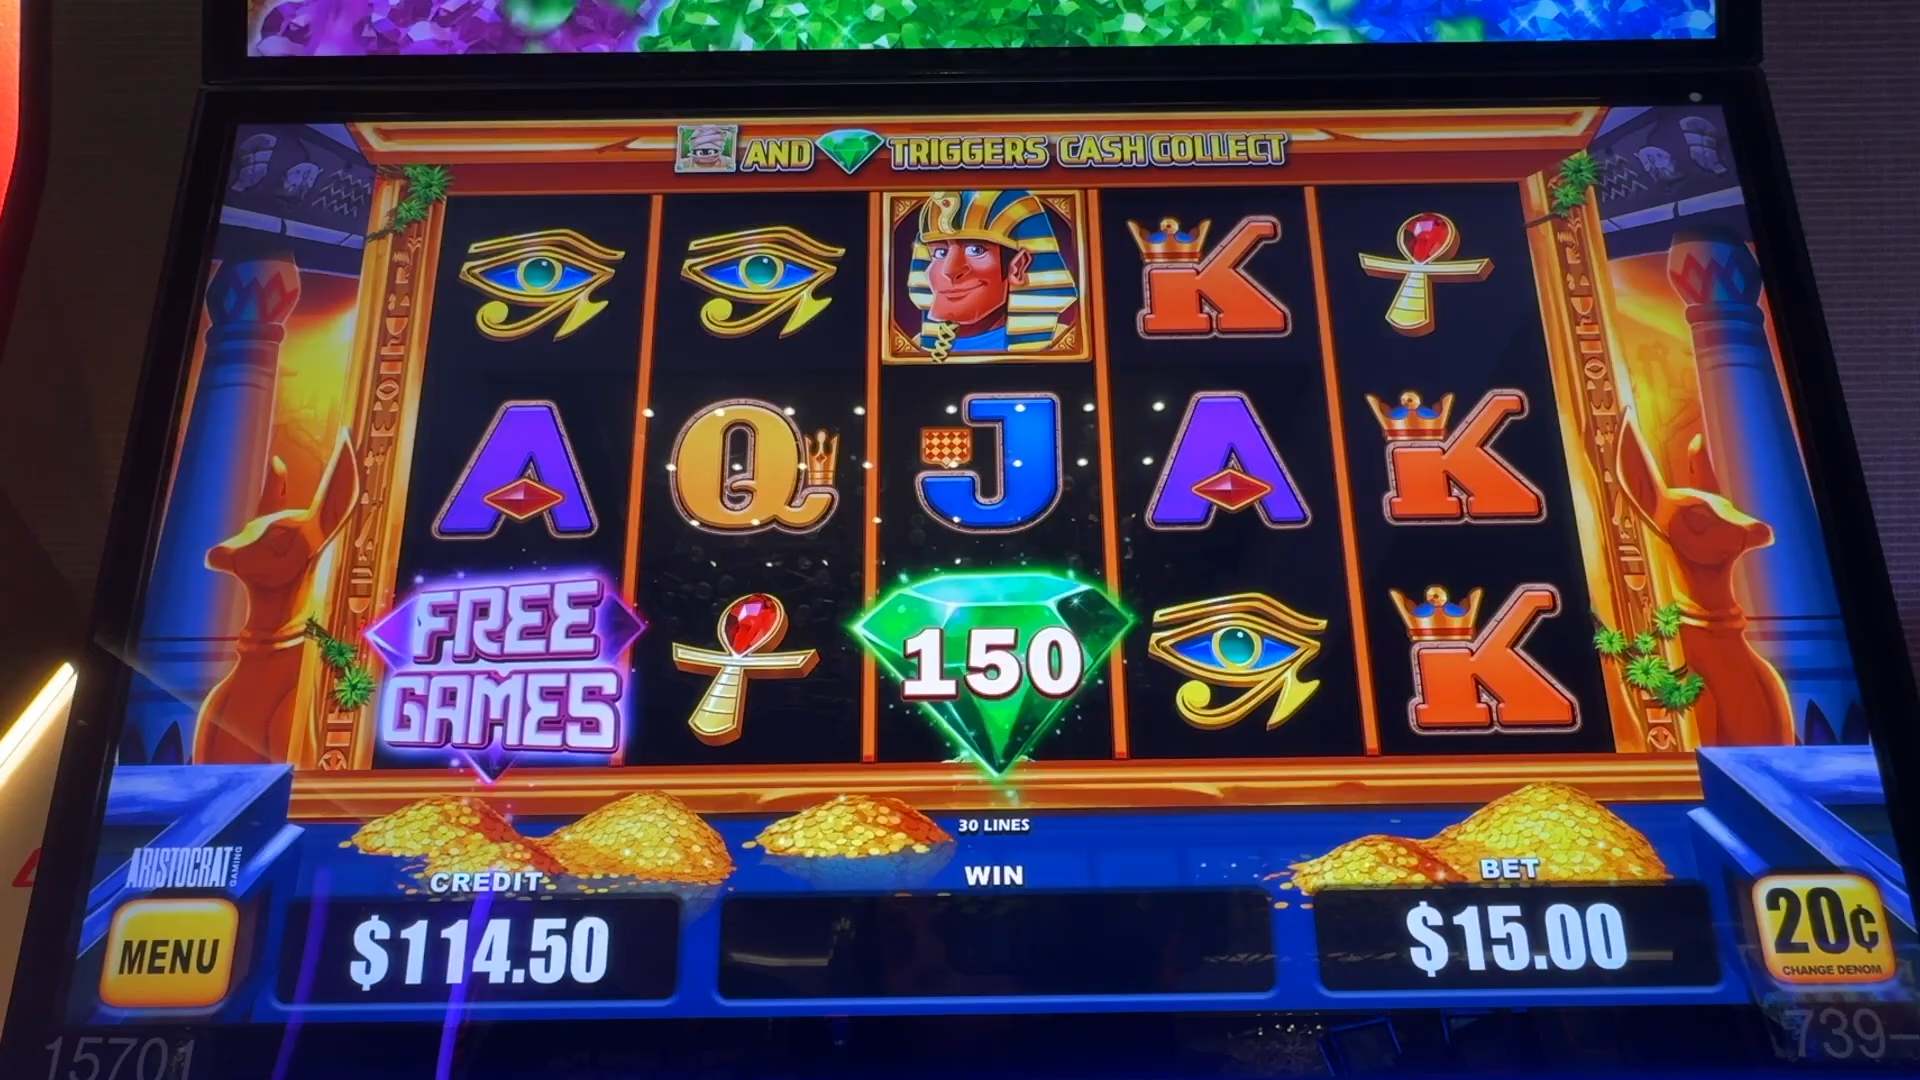 AND TRIGGERS CASH COLLECT
K
A Q J A K
FREE
GAMES
150
K
30 LINES
ARISTOCRAT
GAMING
CREDIT
WIN
BET
MENU
$114.50
$15.00
20¢
CHANGE DENOM
15701
739-